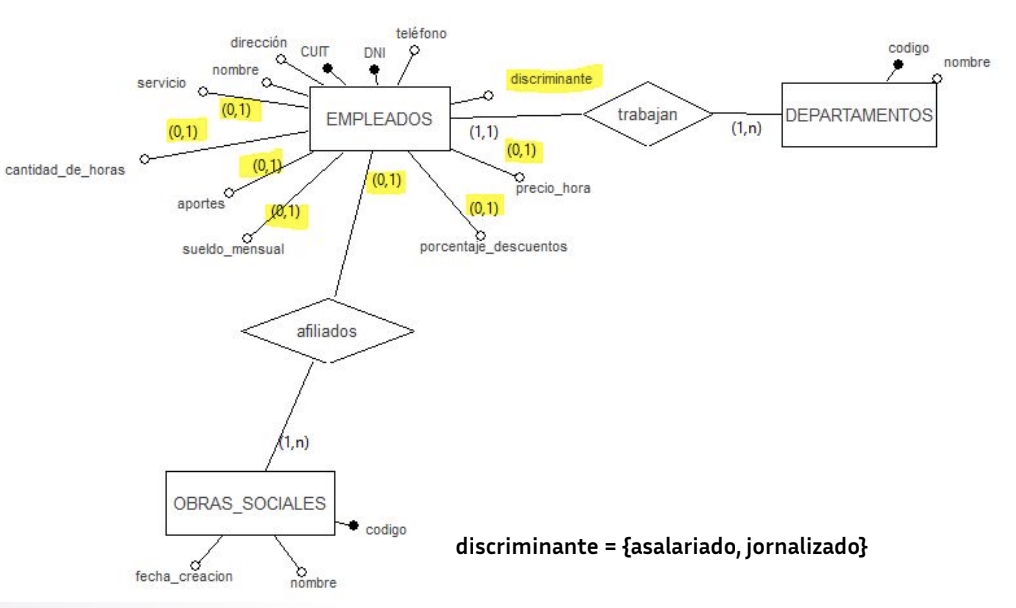 teléfono
dirección
CUIT
DNI
codigo
nombre
nombre
servicio
discriminante
(0,1)
EMPLEADOS
trabajan
DEPARTAMENTOS
(0,1)
(1,1)
(1,n)
(0,1)
cantidad_de_horas
(0,1)
(0,1)
precio_hora
aportes
(0,1)
(0,1)
sueldo_mensual
porcentaje_descuentos
afiliados
(1,n)
OBRAS_SOCIALES
codigo
discriminante = {asalariado, jornalizado}
fecha_creacion
nombre